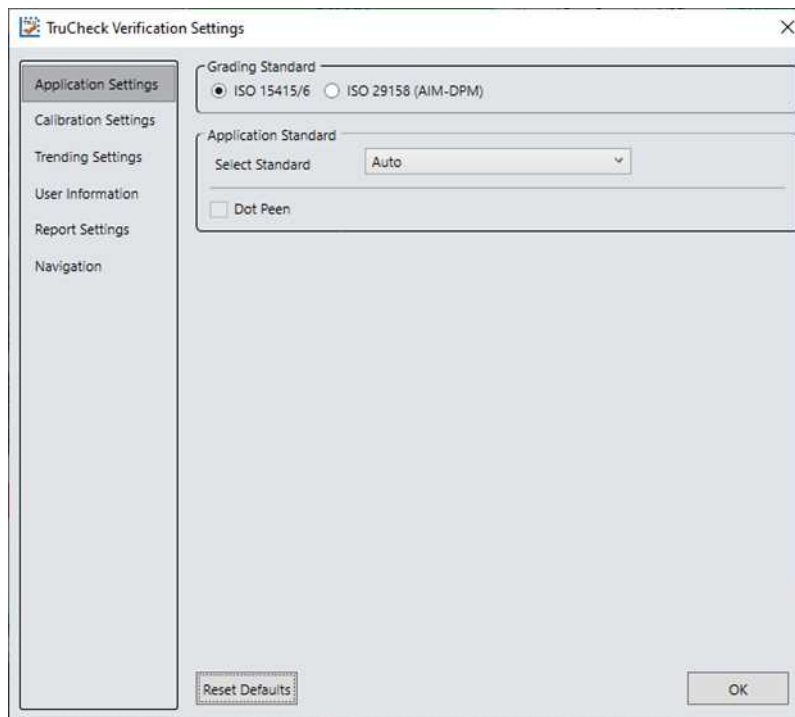 TruCheck Verification Settings
Application Settings
Calibration Settings
Trending Settings
User Information
Report Settings
Navigation
Grading Standard
ISO 15415/6 ISO 29158 (AIM-DPM)
Application Standard
Select Standard Auto
Dot Peen
Reset Defaults OK